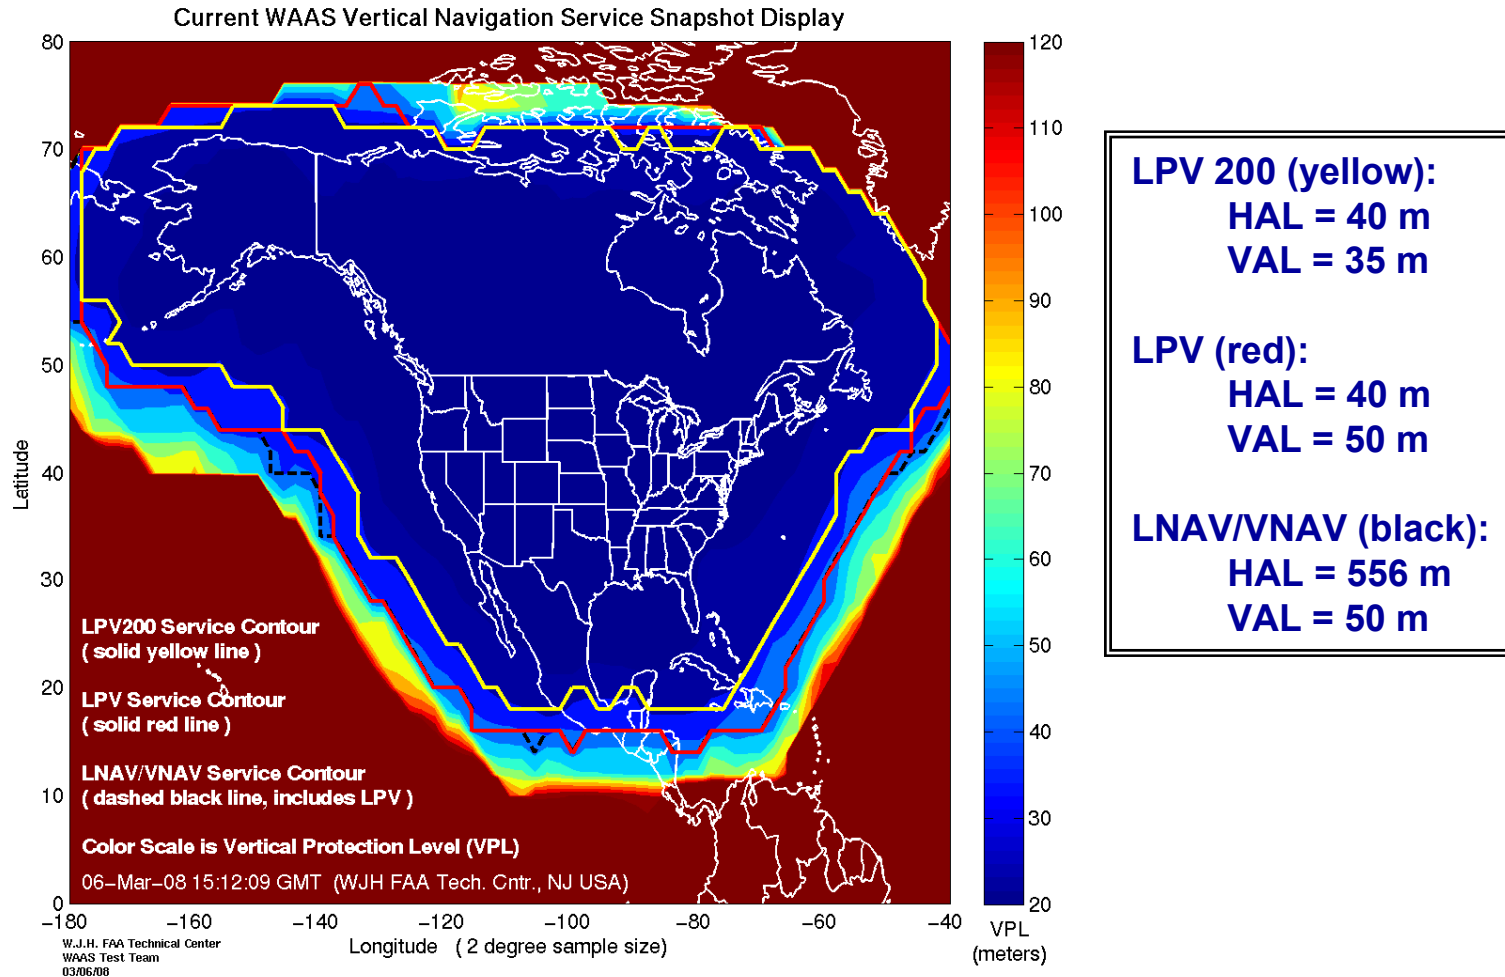 Current WAAS Vertical Navigation Service Snapshot Display
80
70
60
50
40
30
20
10
0
Latitude
LPV200 Service Contour
( solid yellow line )
LPV Service Contour
(solid red line )
LNAV/VNAV Service Contour
( dashed black line, includes LPV )
Color Scale is Vertical Protection Level (VPL)
06-Mar-08 15:12:09 GMT (WJH FAA Tech. Cntr., NJ USA)
-180 -160 -140 -120 -100 -80 -60 -40
Longitude ( 2 degree sample size)
W.J.H. FAA Technical Center
WAAS Test Team
03/06/08
120
110
100
90
80
70
60
50
40
30
20
VPL
(meters)
LPV 200 (yellow):
HAL = 40 m
VAL = 35 m
LPV (red):
HAL = 40 m
VAL = 50 m
LNAV/VNAV (black):
HAL = 556 m
VAL = 50 m